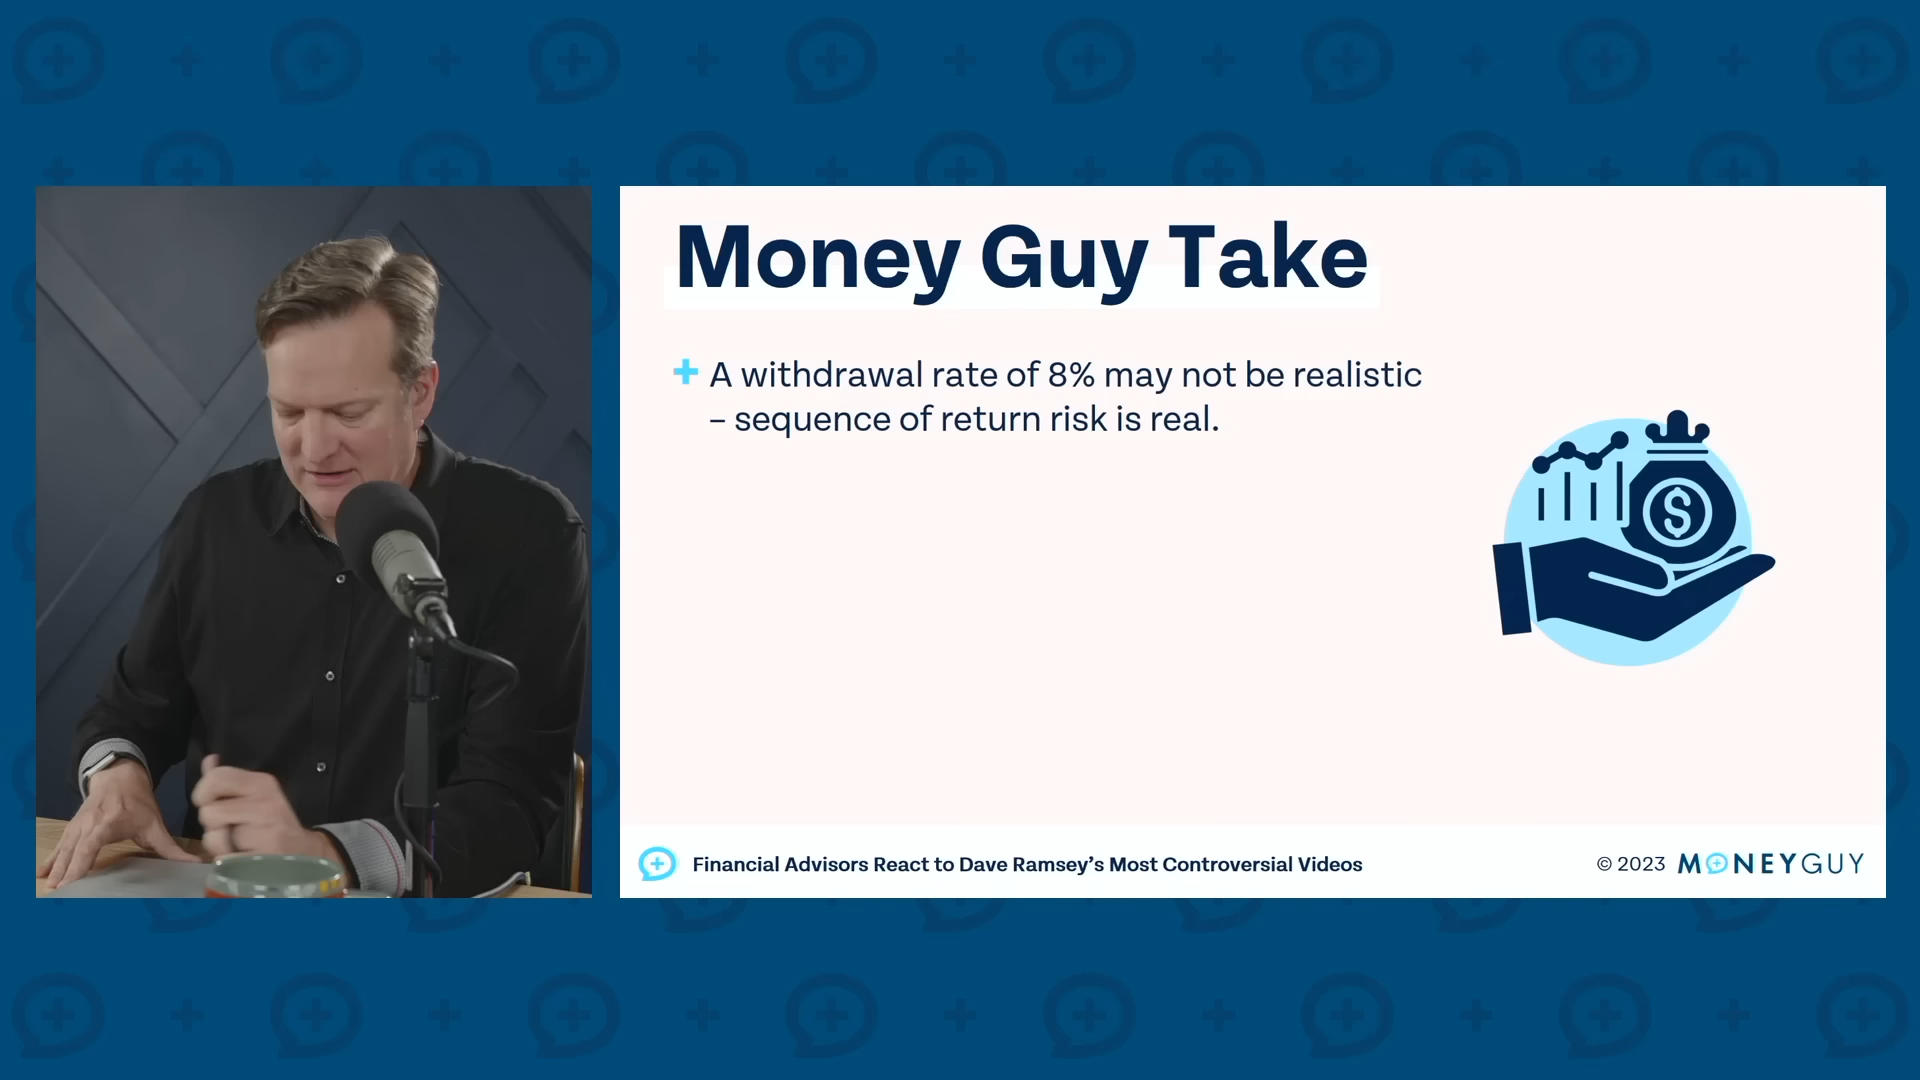 Money Guy Take
+ A withdrawal rate of 8% may not be realistic
– sequence of return risk is real.
$
Financial Advisors React to Dave Ramsey’s Most Controversial Videos
© 2023 MONEYGUY